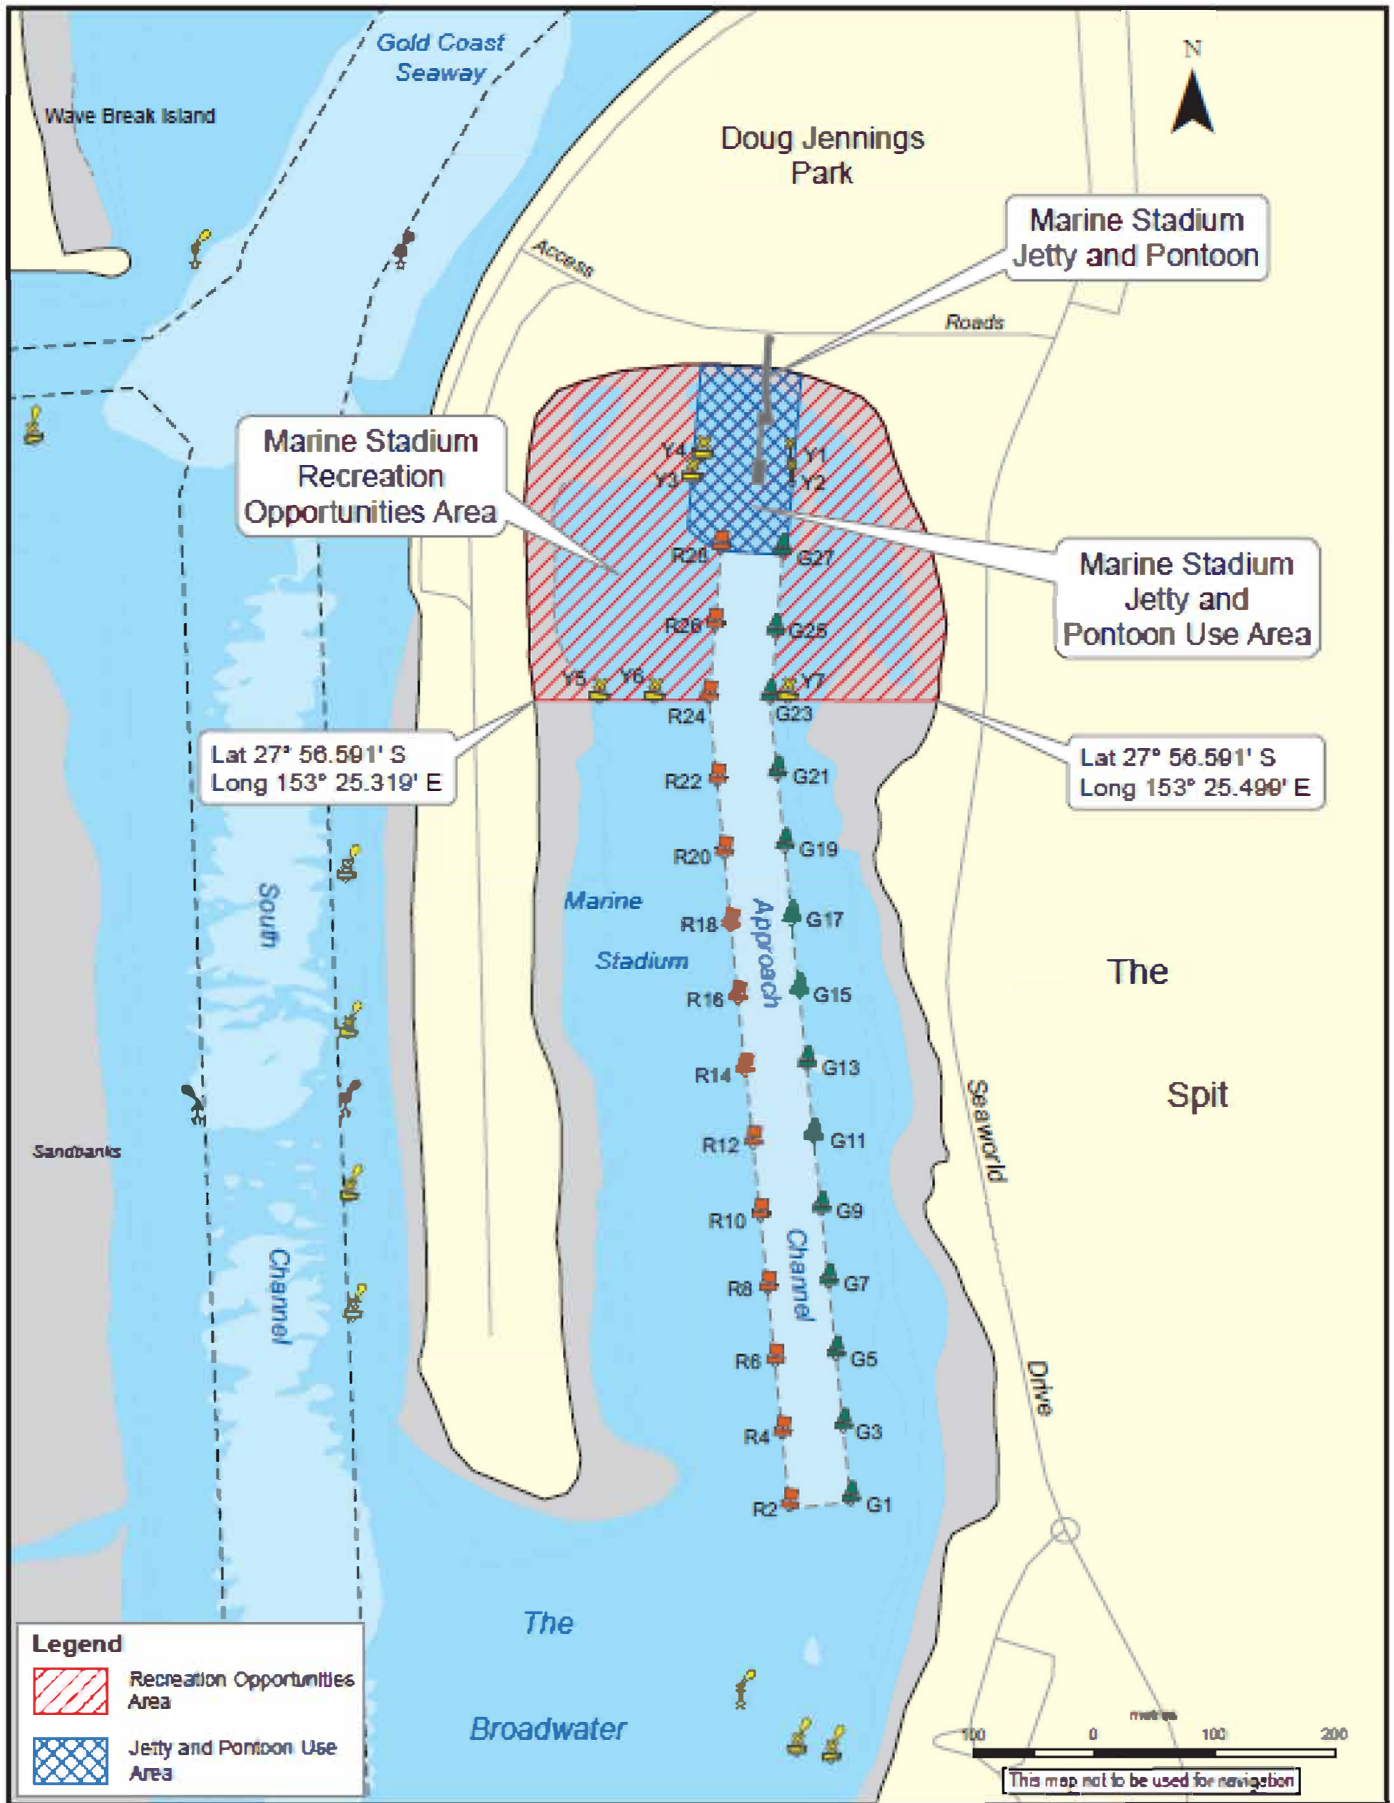 Gold Coast
Seaway
Wave Break Island
N
Doug Jennings
Park
Marine Stadium
Jetty and Pontoon
Access
Roads
Marine Stadium
Recreation
Opportunities Area
Y4
Y3
Y1
Y2
R28
G27
Marine Stadium
Jetty and
Pontoon Use Area
R26
G25
Y5
Y6
Y7
R24
G23
Lat 27° 56.591' S
Long 153° 25.319' E
Lat 27° 56.591' S
Long 153° 25.499' E
R22
G21
R20
G19
South
Marine
Stadium
Approach
R18
G17
R16
G15
The
Spit
R14
G13
Seaworld
R12
G11
Sandbanks
R10
G9
Channel
Channel
R8
G7
R6
G5
Drive
R4
G3
R2
G1
The
Broadwater
Legend
Recreation Opportunities
Area
Jetty and Pontoon Use
Area
metres
100 0 100 200
This map not to be used for navigation